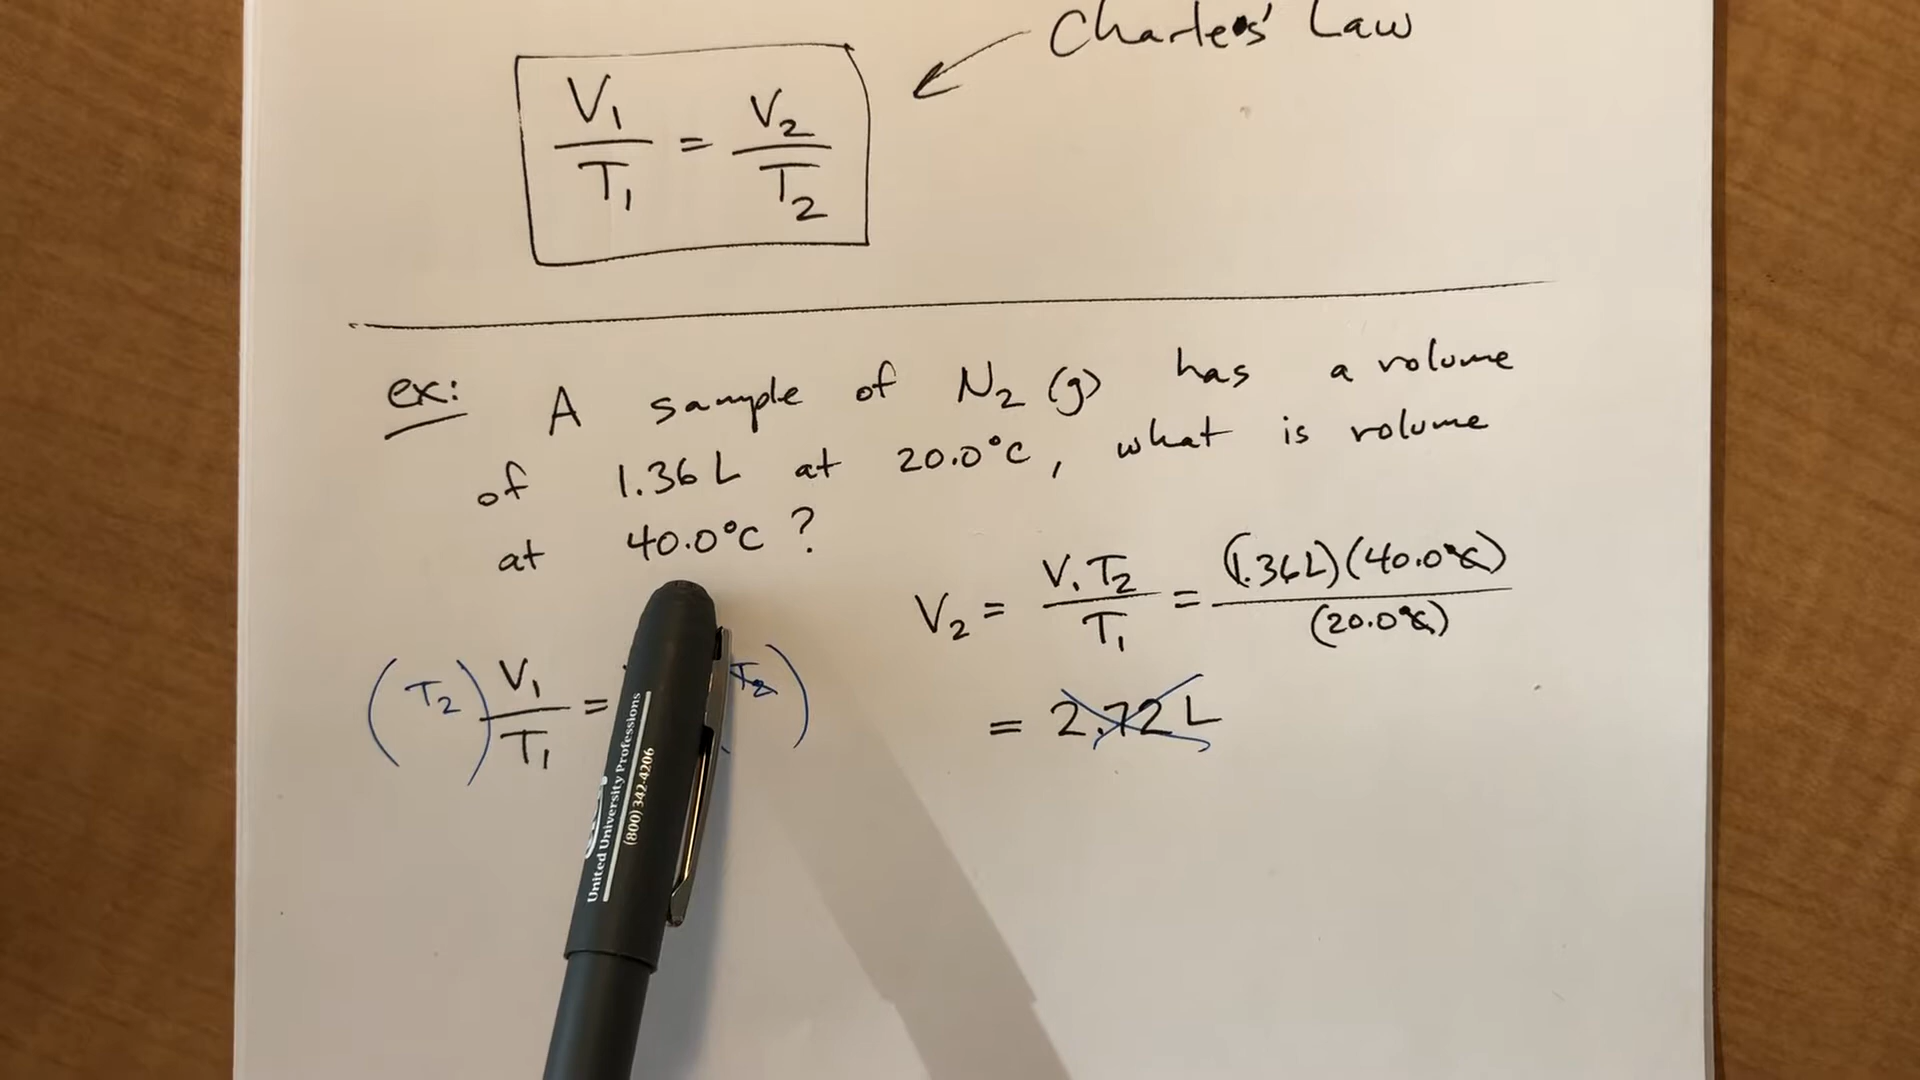 Charles' Law
V₁/T₁ = V₂/T₂
ex: A sample of N₂ (g) has a volume
of 1.36 L at 20.0°C, what is volume
at 40.0°C ?
V₂ = V₁T₂/T₁ = (1.36L)(40.0°C)/(20.0°C)
(T₂) V₁/T₁ = T₂)
= 2.72 L
United University Professions
(800) 342-4206